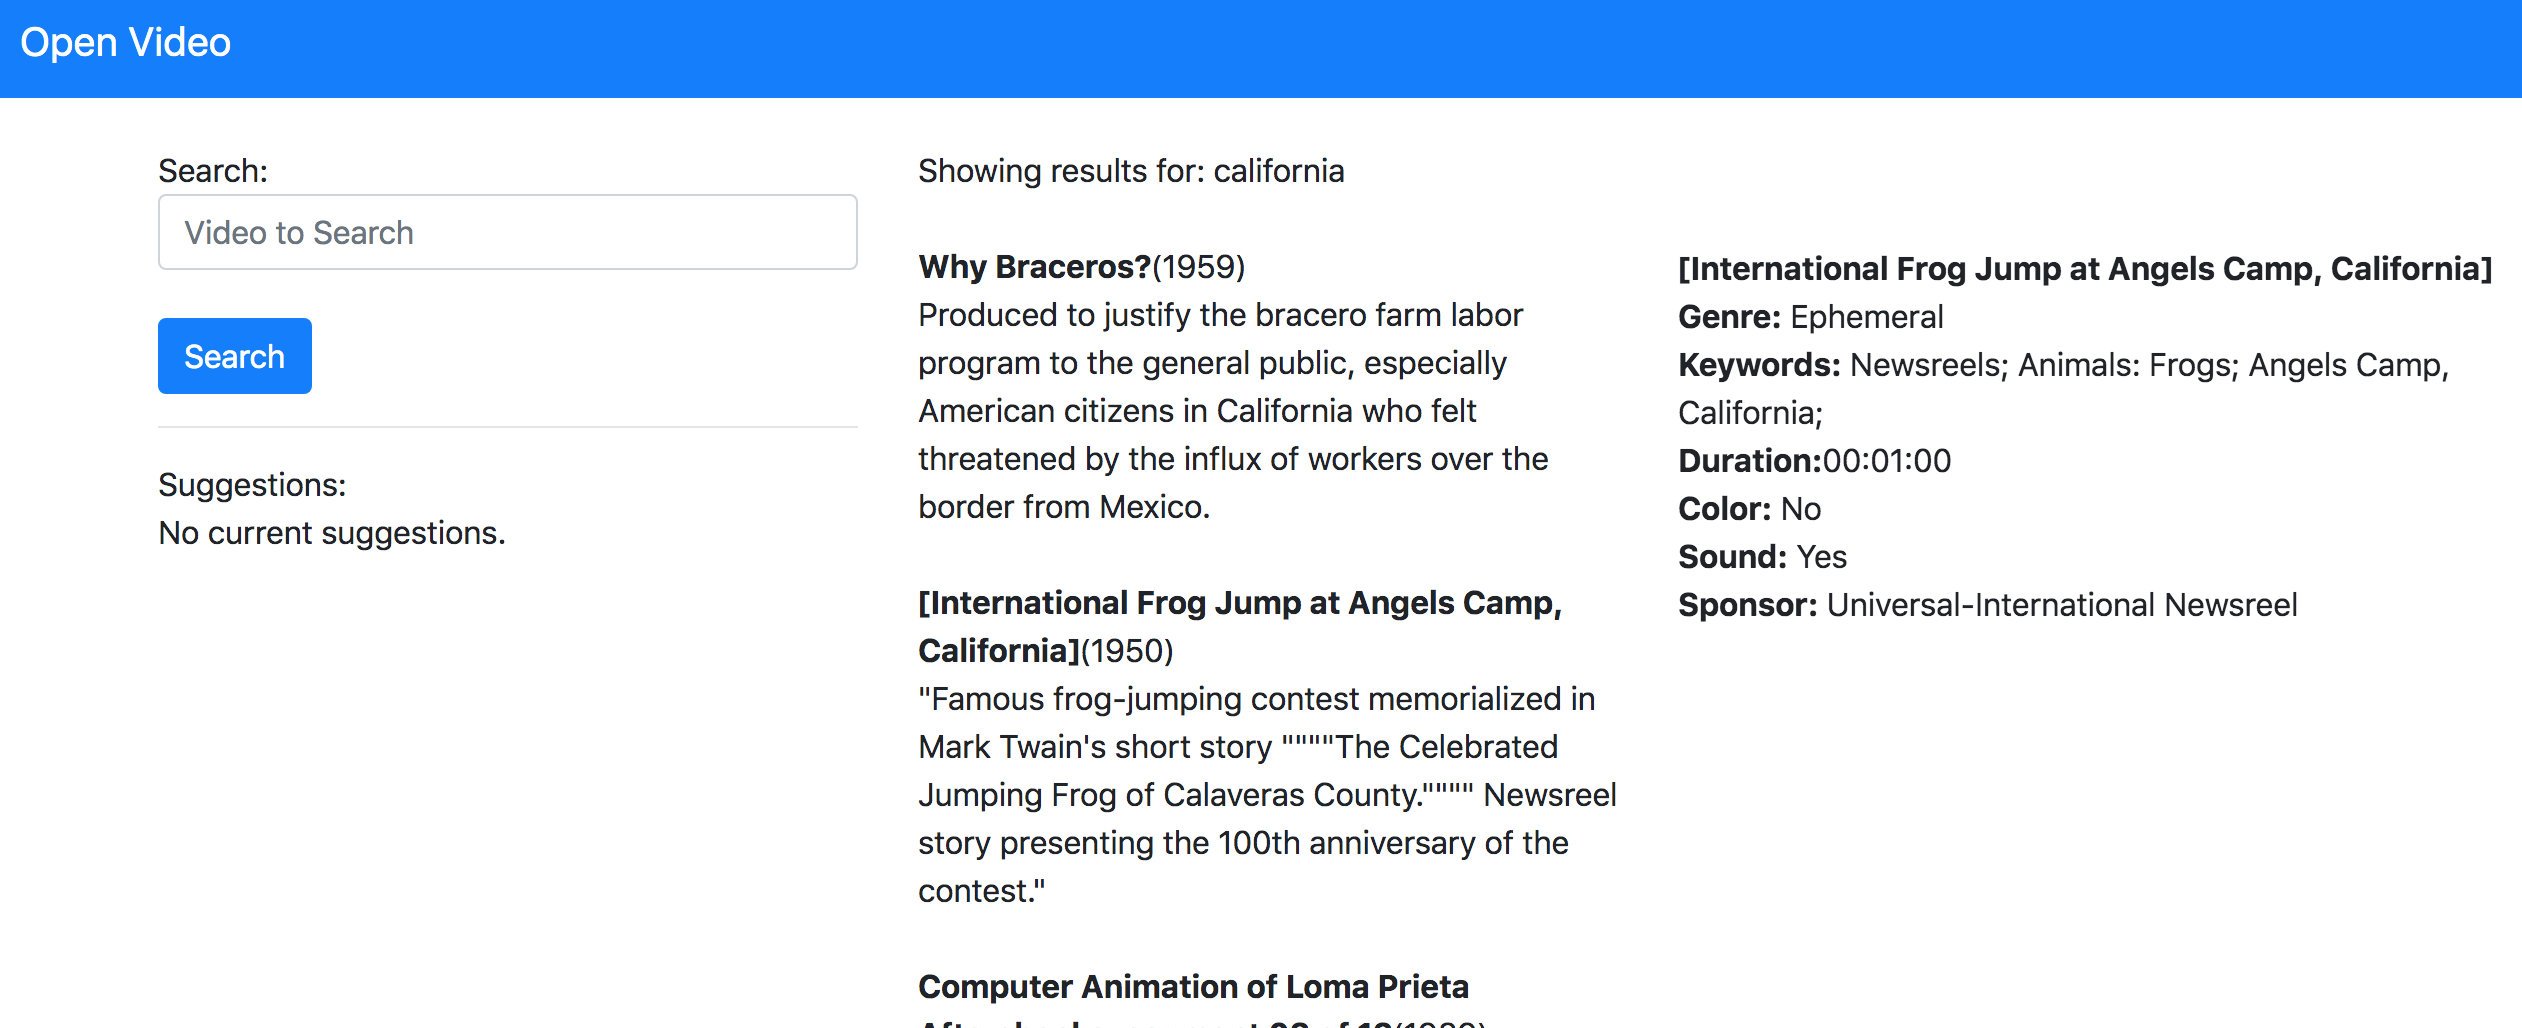 Open Video
Search:
Video to Search
Search
Suggestions:
No current suggestions.
Showing results for: california
Why Braceros?(1959)
Produced to justify the bracero farm labor
program to the general public, especially
American citizens in California who felt
threatened by the influx of workers over the
border from Mexico.
[International Frog Jump at Angels Camp,
California](1950)
"Famous frog-jumping contest memorialized in
Mark Twain's short story """"The Celebrated
Jumping Frog of Calaveras County."""" Newsreel
story presenting the 100th anniversary of the
contest."
Computer Animation of Loma Prieta
[International Frog Jump at Angels Camp, California]
Genre: Ephemeral
Keywords: Newsreels; Animals: Frogs; Angels Camp,
California;
Duration:00:01:00
Color: No
Sound: Yes
Sponsor: Universal-International Newsreel